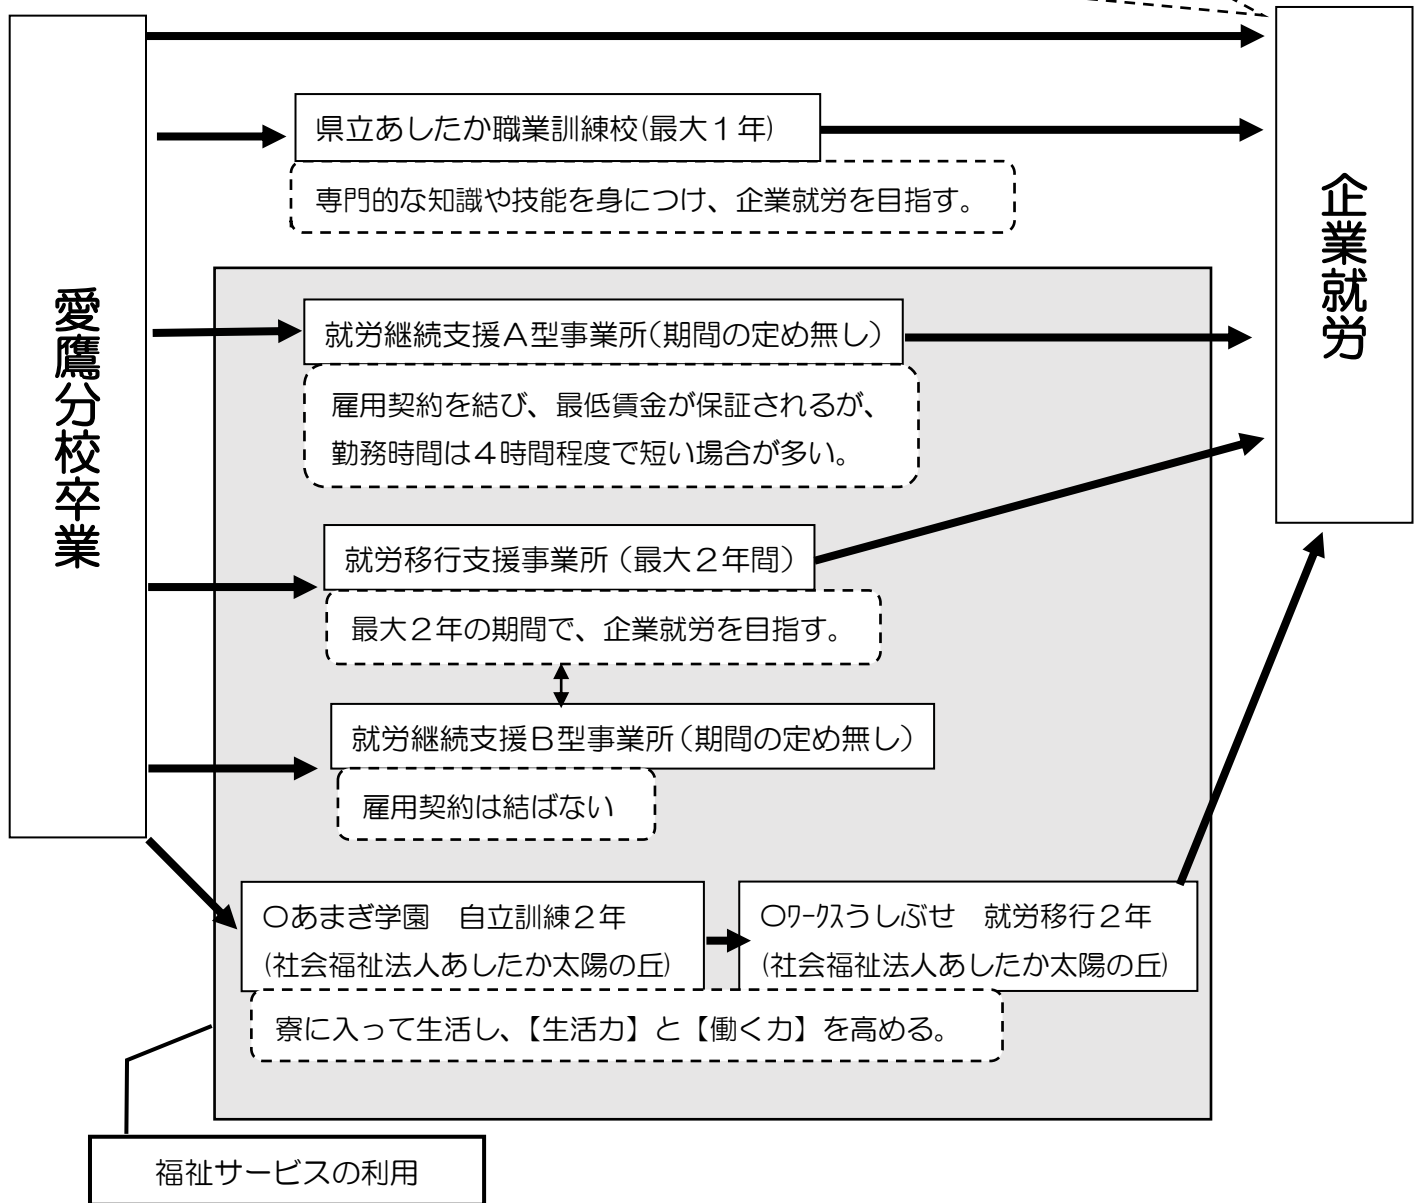 愛鷹分校卒業
県立あしたか職業訓練校(最大１年)
専門的な知識や技能を身につけ、企業就労を目指す。
就労継続支援Ａ型事業所(期間の定め無し)
雇用契約を結び、最低賃金が保証されるが、
勤務時間は４時間程度で短い場合が多い。
就労移行支援事業所(最大２年間)
最大２年の期間で、企業就労を目指す。
就労継続支援Ｂ型事業所(期間の定め無し)
雇用契約は結ばない
○あまぎ学園　自立訓練２年
(社会福祉法人あしたか太陽の丘)
○ﾜｰｸｽうしぶせ　就労移行２年
(社会福祉法人あしたか太陽の丘)
寮に入って生活し、【生活力】と【働く力】を高める。
福祉サービスの利用
企業就労